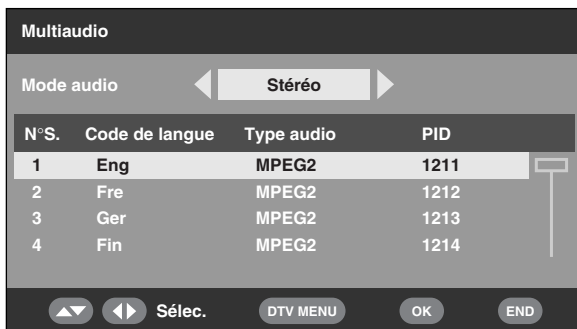 Multiaudio
Mode audio Stéréo
N°S. Code de langue Type audio PID
1 Eng MPEG2 1211
2 Fre MPEG2 1212
3 Ger MPEG2 1213
4 Fin MPEG2 1214
Sélec. DTV MENU OK END